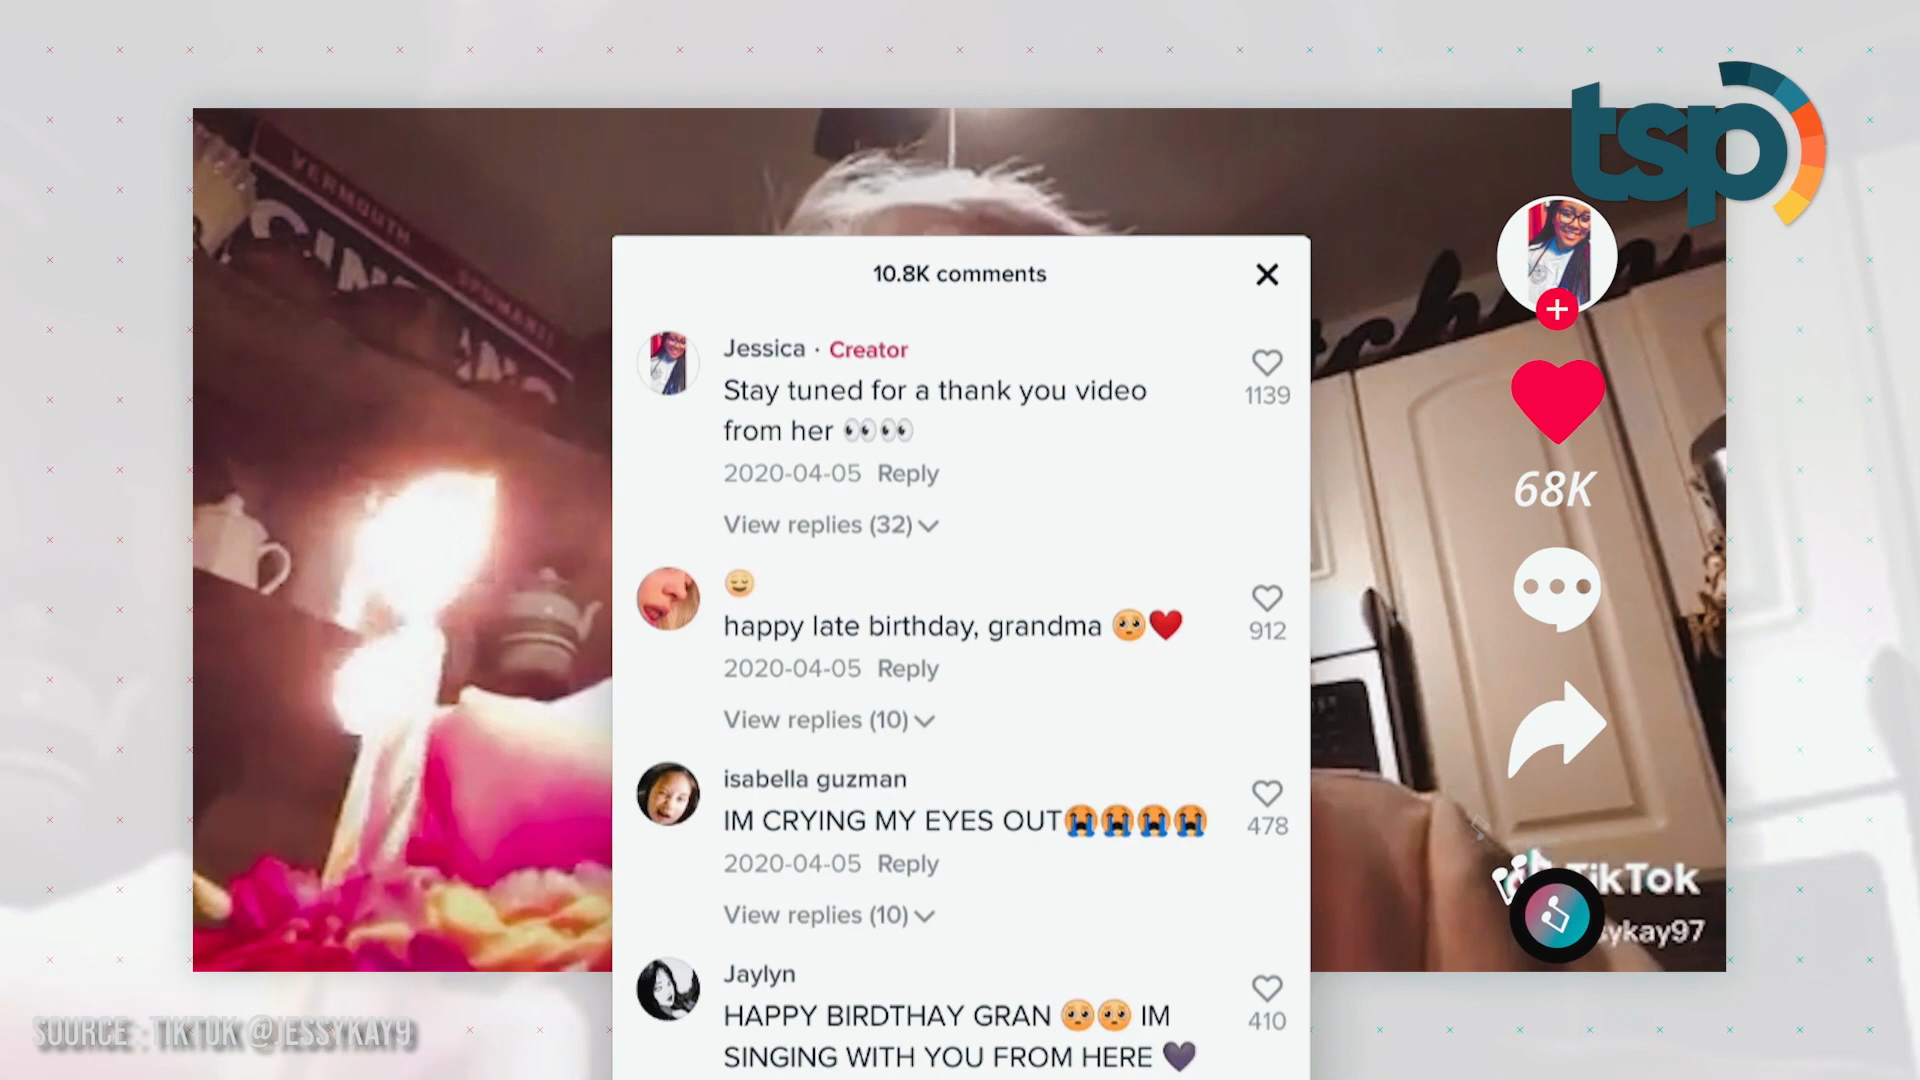 tsp
VERMOUTH
SPUMANTI
10.8K comments
Jessica · Creator
Stay tuned for a thank you video
from her 👀👀
1139
2020-04-05 Reply
View replies (32)
😌
happy late birthday, grandma 🥺❤️
912
2020-04-05 Reply
View replies (10)
isabella guzman
IM CRYING MY EYES OUT😭😭😭😭
478
2020-04-05 Reply
View replies (10)
Jaylyn
HAPPY BIRDTHAY GRAN 🥺🥺 IM
SINGING WITH YOU FROM HERE 🖤
410
68K
TikTok
sykay97
SOURCE : TIKTOK @JESSYKAY9